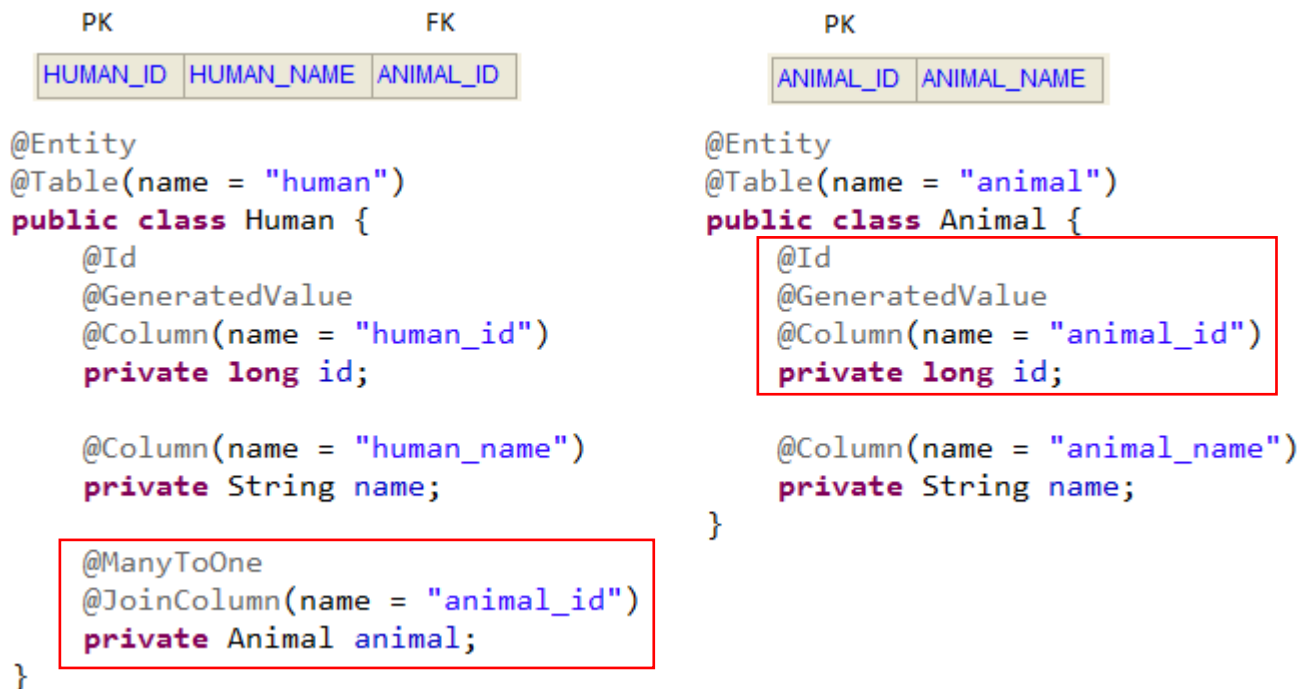 PK FK
HUMAN_ID HUMAN_NAME ANIMAL_ID
@Entity
@Table(name = "human")
public class Human {
@Id
@GeneratedValue
@Column(name = "human_id")
private long id;
@Column(name = "human_name")
private String name;
@ManyToOne
@JoinColumn(name = "animal_id")
private Animal animal;
}
PK
ANIMAL_ID ANIMAL_NAME
@Entity
@Table(name = "animal")
public class Animal {
@Id
@GeneratedValue
@Column(name = "animal_id")
private long id;
@Column(name = "animal_name")
private String name;
}